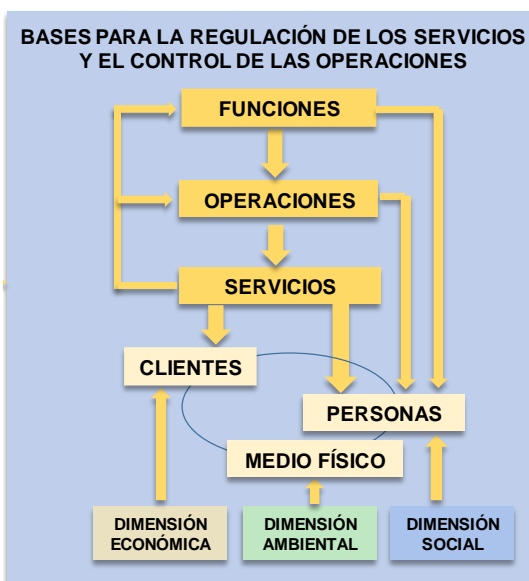 BASES PARA LA REGULACIÓN DE LOS SERVICIOS
Y EL CONTROL DE LAS OPERACIONES
FUNCIONES
OPERACIONES
SERVICIOS
CLIENTES
PERSONAS
MEDIO FÍSICO
DIMENSIÓN
ECONÓMICA
DIMENSIÓN
AMBIENTAL
DIMENSIÓN
SOCIAL